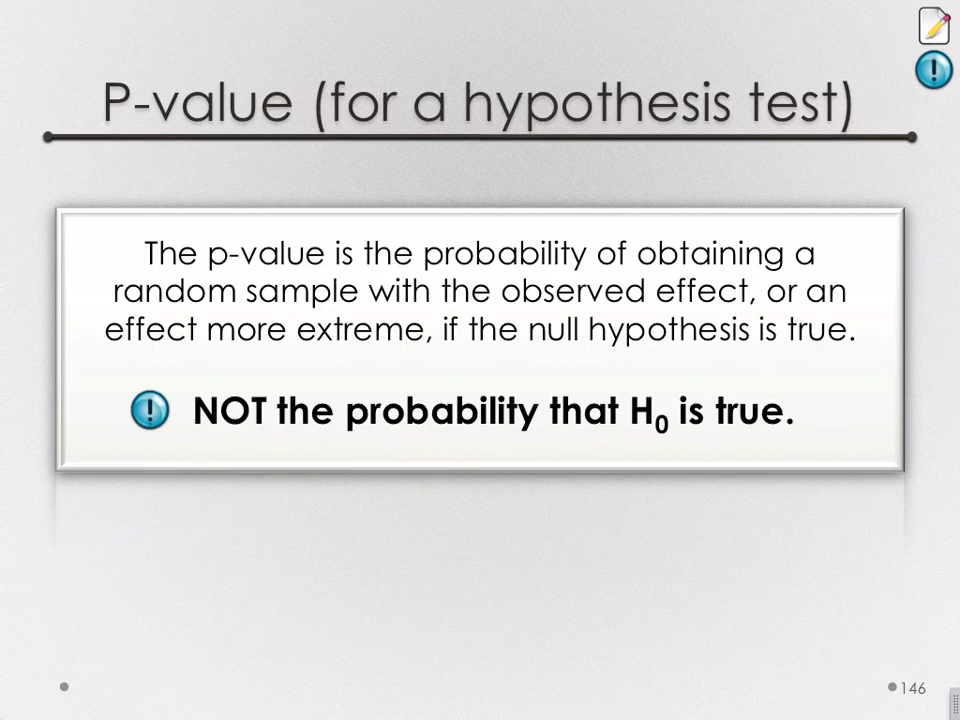 P-value (for a hypothesis test)
The p-value is the probability of obtaining a
random sample with the observed effect, or an
effect more extreme, if the null hypothesis is true.
NOT the probability that H₀ is true.
146